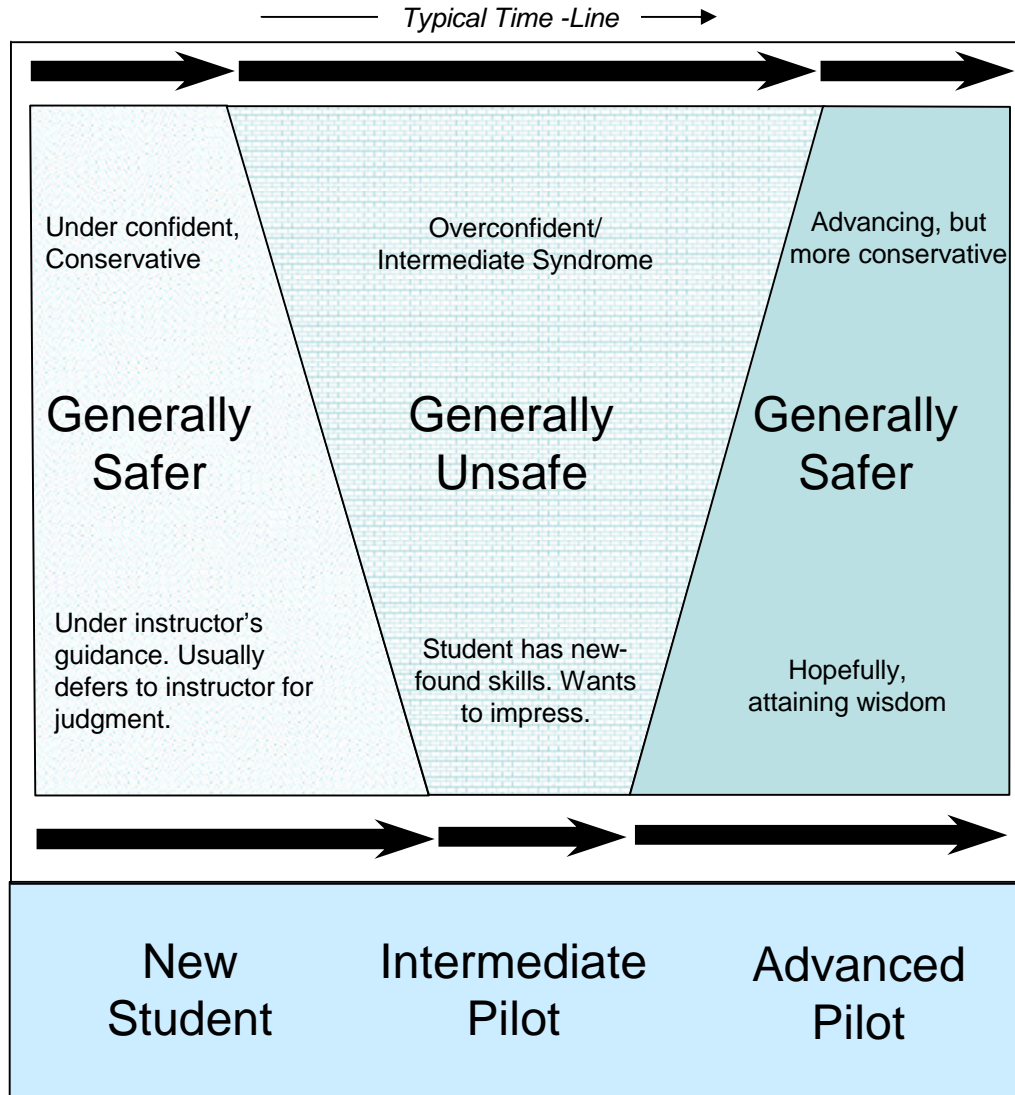 Typical Time -Line
Under confident,
Conservative
Overconfident/
Intermediate Syndrome
Advancing, but
more conservative
Generally
Safer
Generally
Unsafe
Generally
Safer
Under instructor’s
guidance. Usually
defers to instructor for
judgment.
Student has new-
found skills. Wants
to impress.
Hopefully,
attaining wisdom
New
Student
Intermediate
Pilot
Advanced
Pilot